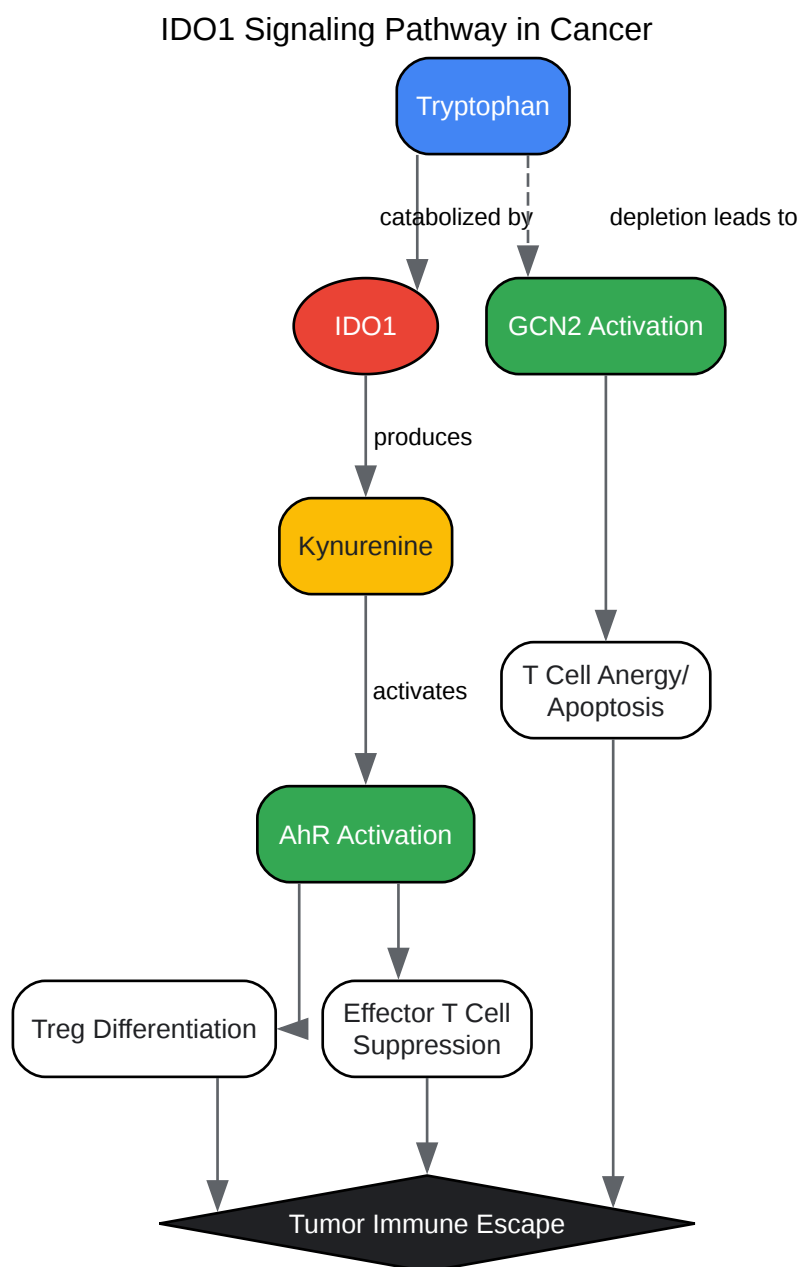 IDO1 Signaling Pathway in Cancer
Tryptophan
catabolized by
depletion leads to
IDO1
GCN2 Activation
produces
Kynurenine
T Cell Anergy/
Apoptosis
activates
AhR Activation
Treg Differentiation
Effector T Cell
Suppression
Tumor Immune Escape